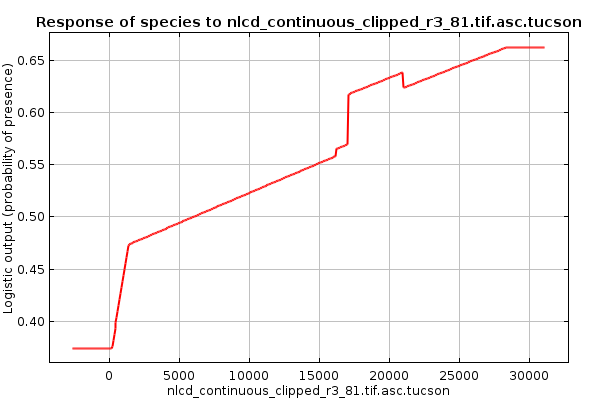 Response of species to nlcd_continuous_clipped_r3_81.tif.asc.tucson
Logistic output (probability of presence)
0.65
0.60
0.55
0.50
0.45
0.40
0 5000 10000 15000 20000 25000 30000
nlcd_continuous_clipped_r3_81.tif.asc.tucson